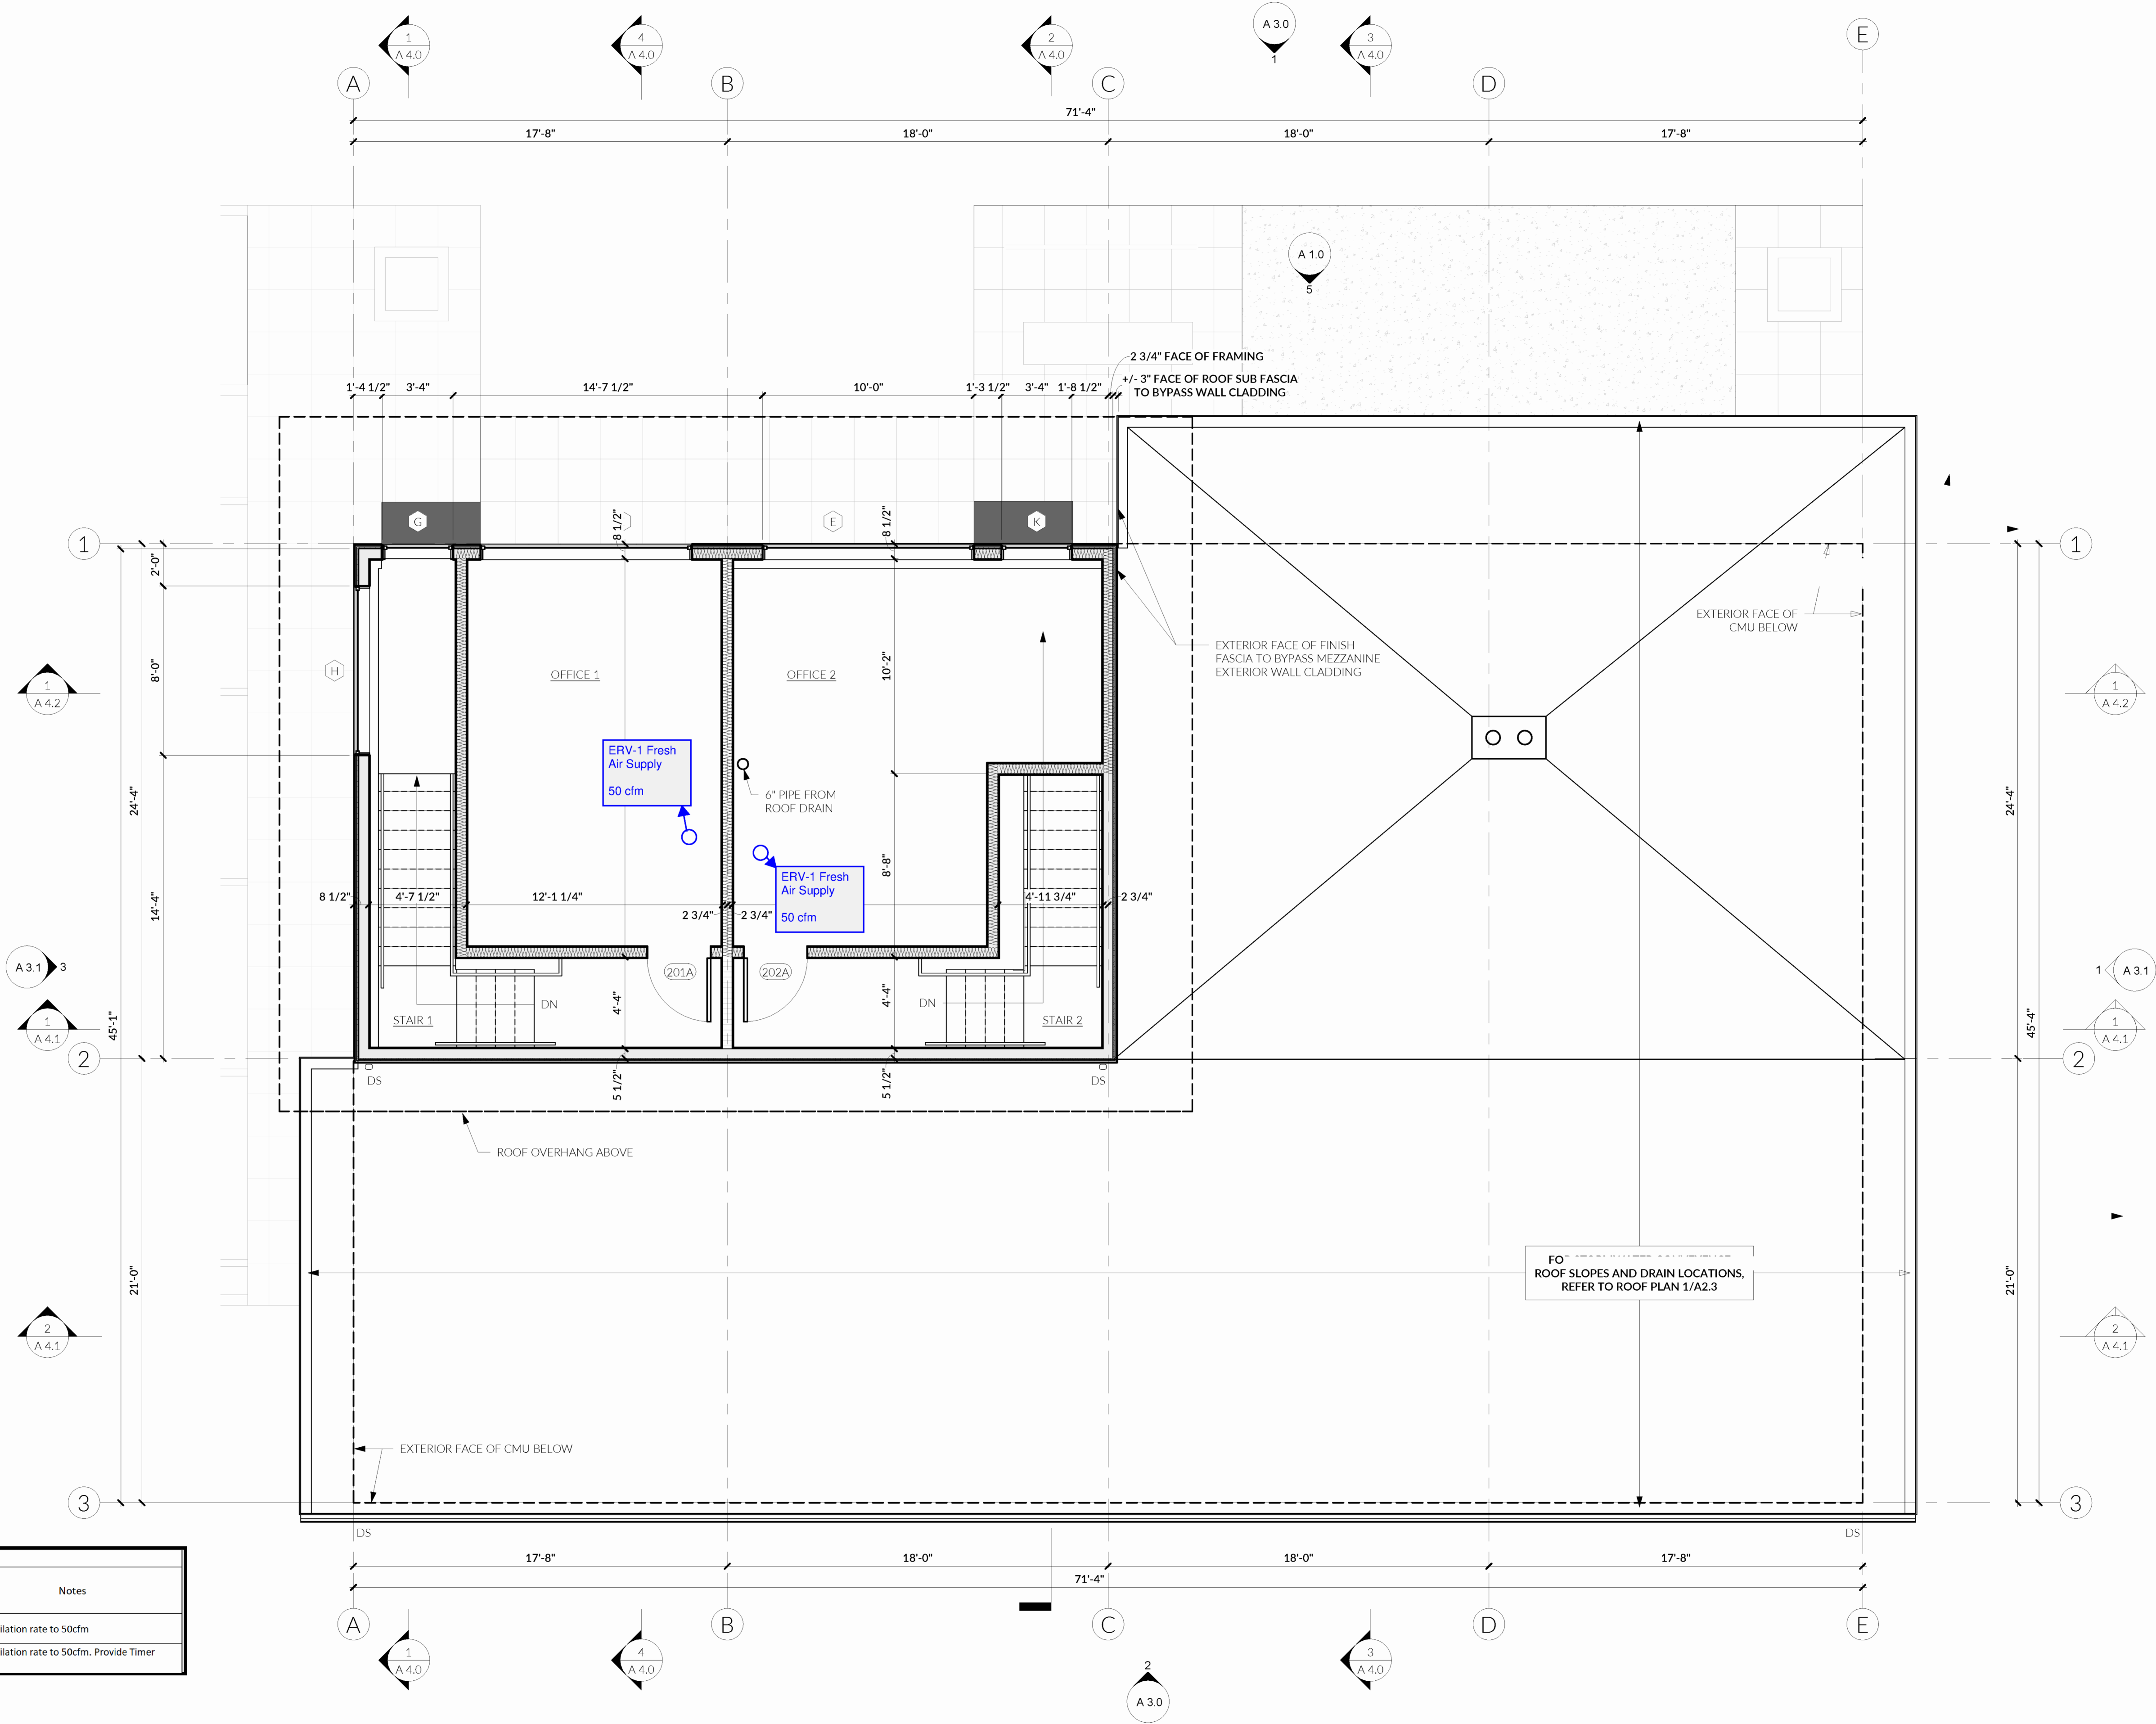 1
A 4.0
4
A 4.0
2
A 4.0
A 3.0
1
3
A 4.0
E
A
B
C
D
71'-4"
17'-8"
18'-0"
18'-0"
17'-8"
A 1.0
5
2 3/4" FACE OF FRAMING
+/- 3" FACE OF ROOF SUB FASCIA
TO BYPASS WALL CLADDING
1'-4 1/2"
3'-4"
14'-7 1/2"
10'-0"
1'-3 1/2"
3'-4"
1'-8 1/2"
G
8 1/2"
E
8 1/2"
K
1
1
2'-0"
EXTERIOR FACE OF
CMU BELOW
EXTERIOR FACE OF FINISH
FASCIA TO BYPASS MEZZANINE
EXTERIOR WALL CLADDING
H
8'-0"
OFFICE 1
OFFICE 2
10'-2"
1
A 4.2
1
A 4.2
ERV-1 Fresh
Air Supply
50 cfm
6" PIPE FROM
ROOF DRAIN
24'-4"
24'-4"
ERV-1 Fresh
Air Supply
50 cfm
8'-8"
14'-4"
8 1/2"
4'-7 1/2"
12'-1 1/4"
2 3/4"
2 3/4"
4'-11 3/4"
2 3/4"
A 3.1
3
201A
202A
1
A 3.1
DN
DN
4'-4"
4'-4"
STAIR 1
STAIR 2
1
A 4.1
1
A 4.1
45'-1"
45'-4"
2
2
DS
DS
5 1/2"
5 1/2"
ROOF OVERHANG ABOVE
21'-0"
21'-0"
FO
ROOF SLOPES AND DRAIN LOCATIONS,
REFER TO ROOF PLAN 1/A2.3
2
A 4.1
2
A 4.1
EXTERIOR FACE OF CMU BELOW
3
3
DS
DS
17'-8"
18'-0"
18'-0"
17'-8"
71'-4"
Notes
ilation rate to 50cfm
ilation rate to 50cfm. Provide Timer
A
B
C
D
E
1
A 4.0
4
A 4.0
3
A 4.0
2
A 3.0